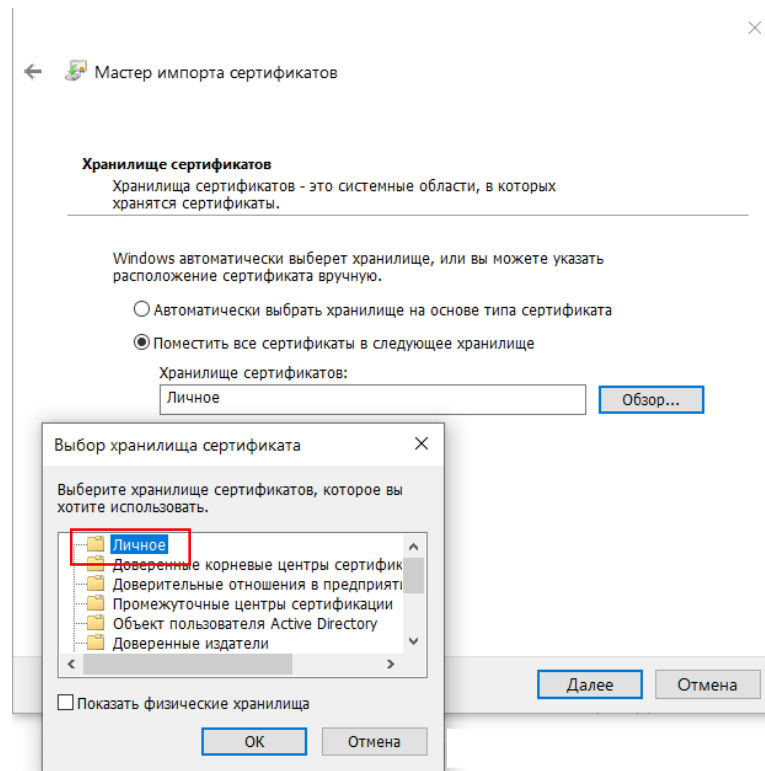 Мастер импорта сертификатов
Хранилище сертификатов
Хранилища сертификатов - это системные области, в которых
хранятся сертификаты.
Windows автоматически выберет хранилище, или вы можете указать
расположение сертификата вручную.
Автоматически выбрать хранилище на основе типа сертификата
Поместить все сертификаты в следующее хранилище
Хранилище сертификатов:
Личное
Обзор...
Выбор хранилища сертификата
Выберите хранилище сертификатов, которое вы
хотите использовать.
Личное
Доверенные корневые центры сертифик
Доверительные отношения в предприяти
Промежуточные центры сертификации
Объект пользователя Active Directory
Доверенные издатели
Показать физические хранилища
ОК
Отмена
Далее
Отмена